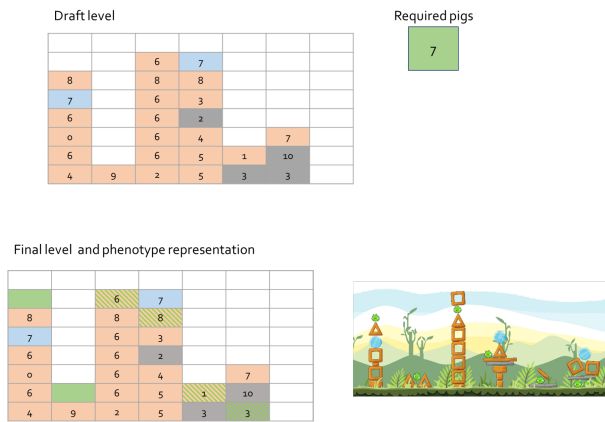 Draft level
Required pigs
7
6 7
8 8 8
7 6 3
6 6 2
0 6 4 7
6 6 5 1 10
4 9 2 5 3 3
Final level and phenotype representation
6 7
8 8 8
7 6 3
6 6 2
0 6 4 7
6 6 5 1 10
4 9 2 5 3 3